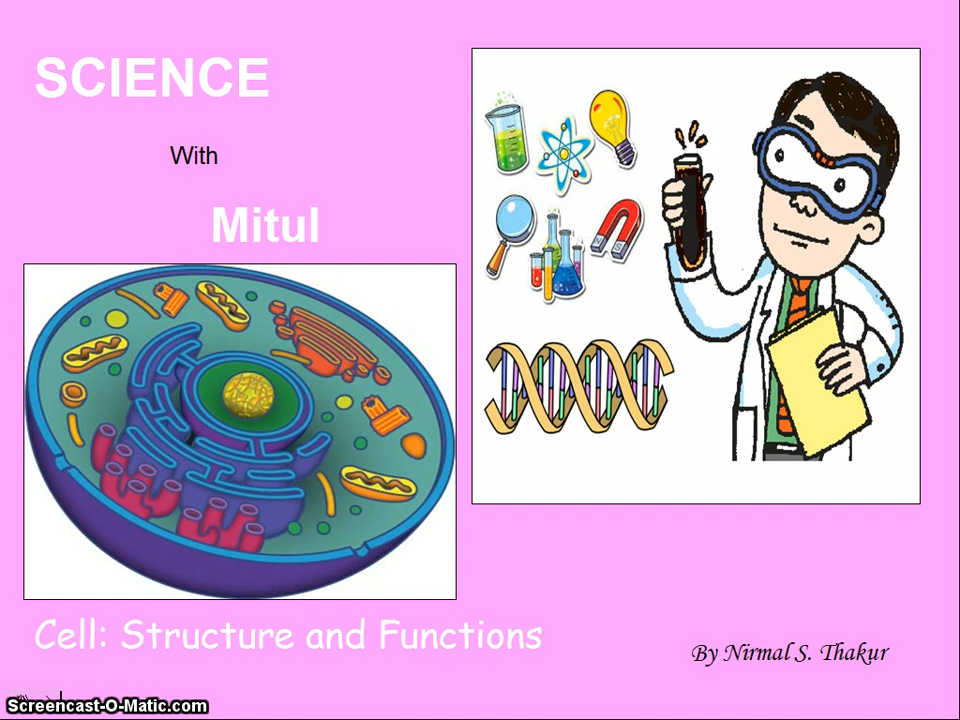 SCIENCE
With
Mitul
Cell: Structure and Functions
By Nirmal S. Thakur
Screencast-O-Matic.com